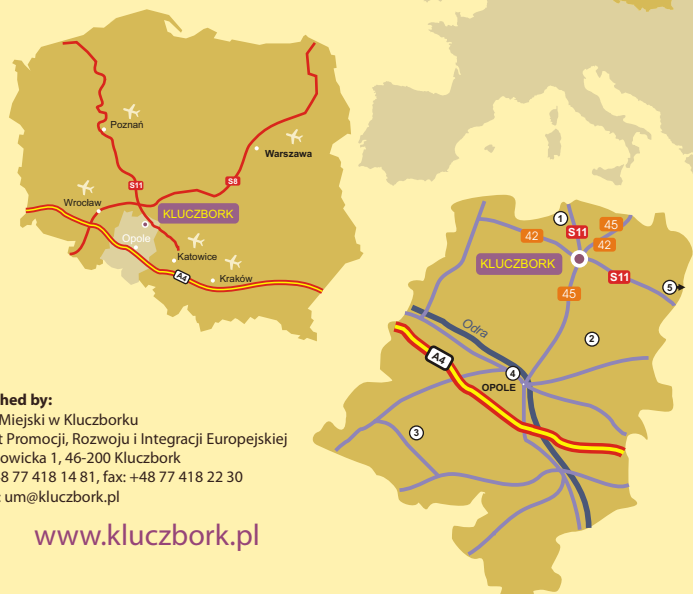 Poznań
Warszawa
S11
S8
Wrocław
KLUCZBORK
Opole
Katowice
A4
Kraków
1
45
S11
42
42
KLUCZBORK
S11
5
45
Odra
2
A4
4
OPOLE
3
hed by:
Miejski w Kluczborku
t Promocji, Rozwoju i Integracji Europejskiej
owicka 1, 46-200 Kluczbork
8 77 418 14 81, fax: +48 77 418 22 30
: um@kluczbork.pl
www.kluczbork.pl